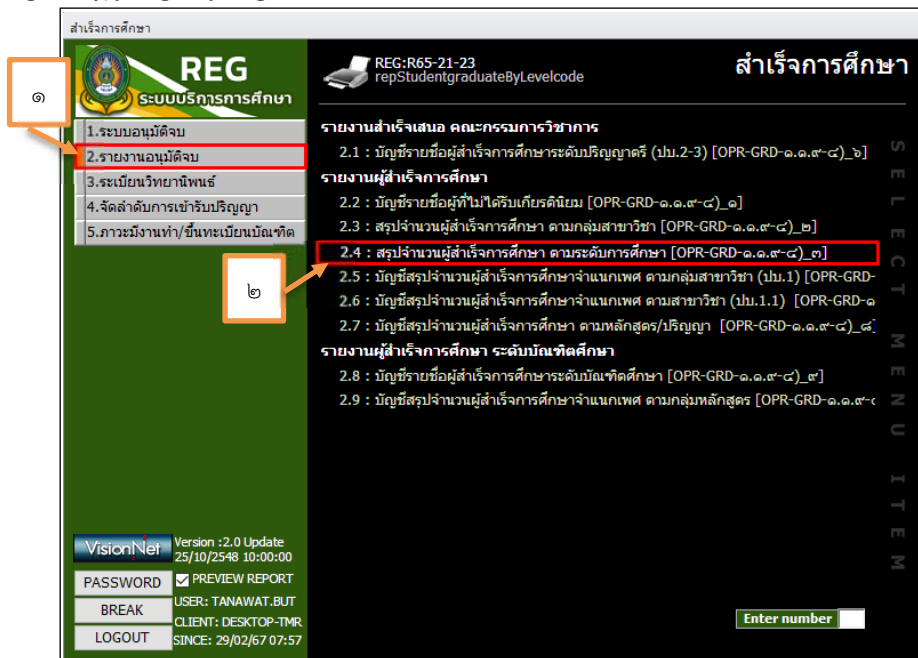 สำเร็จการศึกษา
REG
ระบบบริการการศึกษา
REG:R65-21-23
repStudentgraduateByLevelcode
สำเร็จการศึกษา
๑
1.ระบบอนุมัติจบ
2.รายงานอนุมัติจบ
3.ระเบียนวิทยานิพนธ์
4.จัดลำดับการเข้ารับปริญญา
5.ภาวะมีงานทำ/ขึ้นทะเบียนบัณฑิต
๒
รายงานสำเร็จเสนอ คณะกรรมการวิชาการ
2.1 : บัญชีรายชื่อผู้สำเร็จการศึกษาระดับปริญญาตรี (ปบ.2-3) [OPR-GRD-๑.๑.๙-๔)_๖]
รายงานผู้สำเร็จการศึกษา
2.2 : บัญชีรายชื่อผู้ที่ไม่ได้รับเกียรตินิยม [OPR-GRD-๑.๑.๙-๔)_๑]
2.3 : สรุปจำนวนผู้สำเร็จการศึกษา ตามกลุ่มสาขาวิชา [OPR-GRD-๑.๑.๙-๔)_๒]
2.4 : สรุปจำนวนผู้สำเร็จการศึกษา ตามระดับการศึกษา [OPR-GRD-๑.๑.๙-๔)_๓]
2.5 : บัญชีสรุปจำนวนผู้สำเร็จการศึกษาจำแนกเพศ ตามกลุ่มสาขาวิชา (ปบ.1) [OPR-GRD-
2.6 : บัญชีสรุปจำนวนผู้สำเร็จการศึกษาจำแนกเพศ ตามสาขาวิชา (ปบ.1.1) [OPR-GRD-๑
2.7 : บัญชีสรุปจำนวนผู้สำเร็จการศึกษา ตามหลักสูตร/ปริญญา [OPR-GRD-๑.๑.๙-๔)_๘]
รายงานผู้สำเร็จการศึกษา ระดับบัณฑิตศึกษา
2.8 : บัญชีรายชื่อผู้สำเร็จการศึกษาระดับบัณฑิตศึกษา [OPR-GRD-๑.๑.๙-๔)_๙]
2.9 : บัญชีสรุปจำนวนผู้สำเร็จการศึกษาจำแนกเพศ ตามกลุ่มหลักสูตร [OPR-GRD-๑.๑.๙-๔
SELECT MENU ITEM
VisionNet
Version :2.0 Update
25/10/2548 10:00:00
PASSWORD
PREVIEW REPORT
BREAK
USER: TANAWAT.BUT
CLIENT: DESKTOP-TMR
LOGOUT
SINCE: 29/02/67 07:57
Enter number